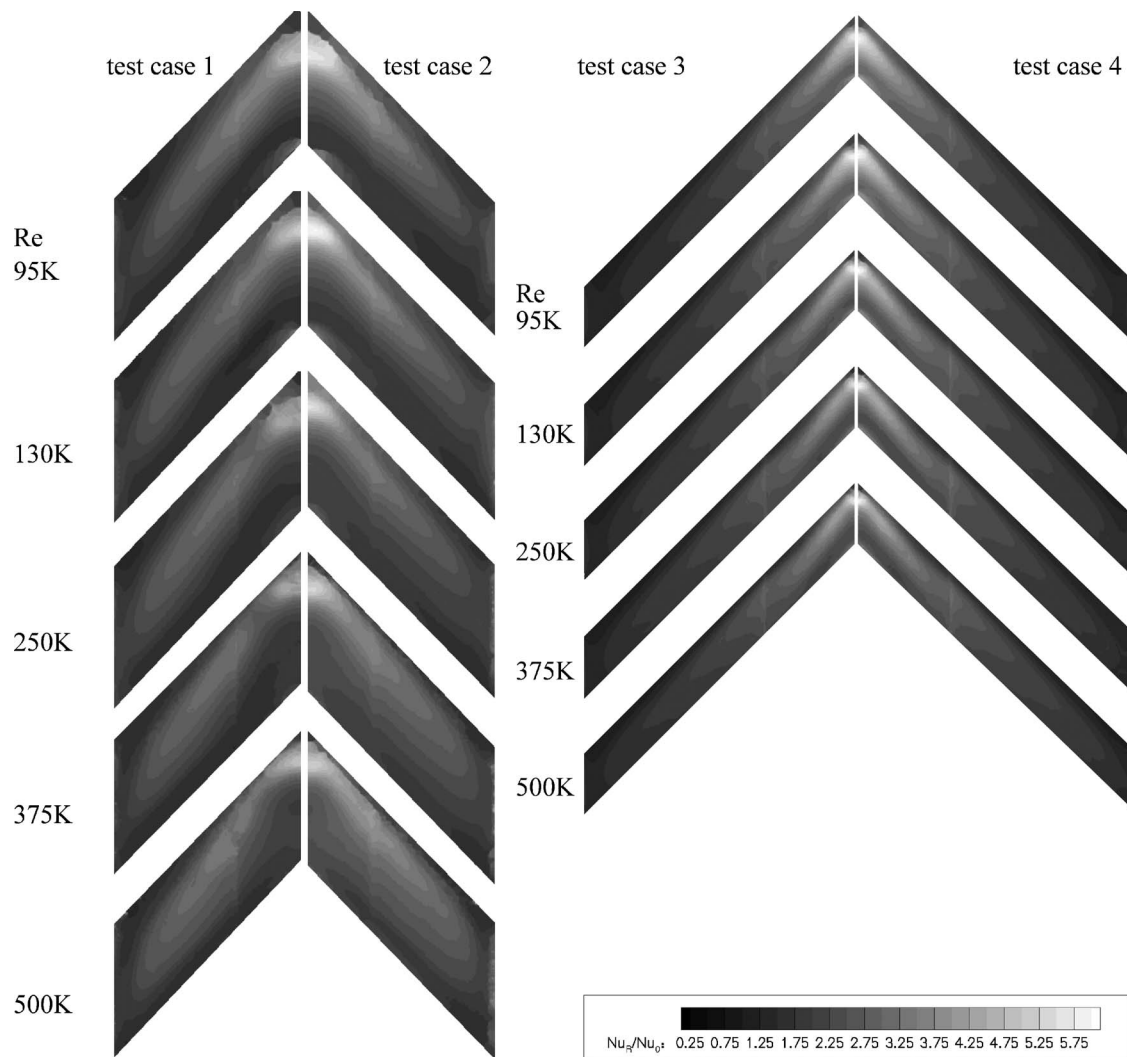 test case 1
test case 2
Re
95K
130K
250K
375K
500K
test case 3
test case 4
Re
95K
130K
250K
375K
500K
Nu_R/Nu_0: 0.25 0.75 1.25 1.75 2.25 2.75 3.25 3.75 4.25 4.75 5.25 5.75